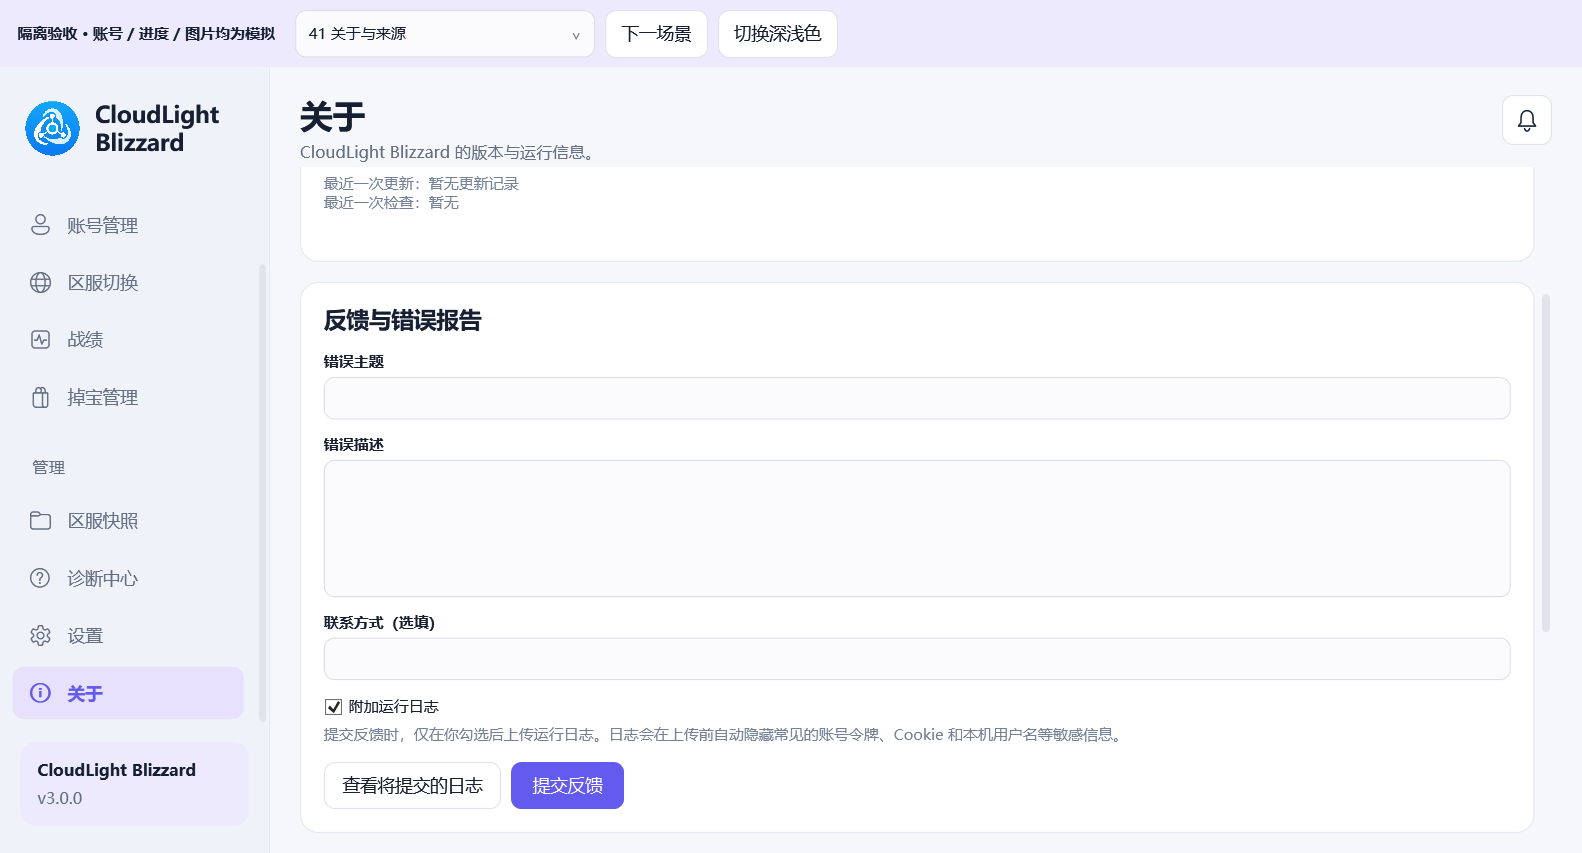 隔离验收 • 账号 / 进度 / 图片均为模拟
41 关于与来源
下一场景
切换深浅色
CloudLight
Blizzard
账号管理
区服切换
战绩
掉宝管理
管理
区服快照
诊断中心
设置
关于
CloudLight Blizzard
v3.0.0
关于
CloudLight Blizzard 的版本与运行信息。
最近一次更新：暂无更新记录
最近一次检查：暂无
反馈与错误报告
错误主题
错误描述
联系方式（选填）
附加运行日志
提交反馈时，仅在你勾选后上传运行日志。日志会在上传前自动隐藏常见的账号令牌、Cookie 和本机用户名等敏感信息。
查看将提交的日志
提交反馈